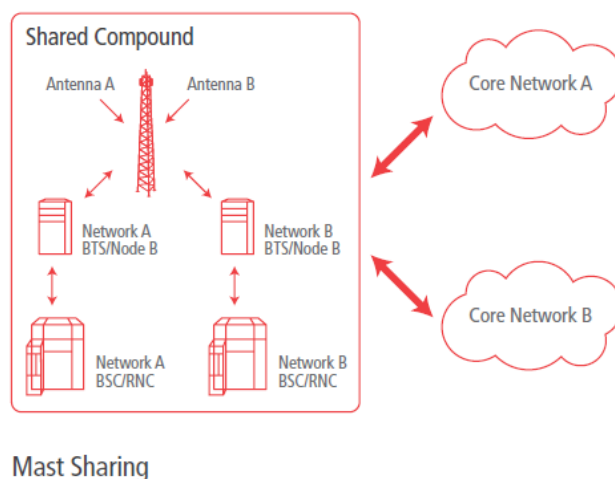 Shared Compound
Antenna A
Antenna B
Core Network A
Network A
BTS/Node B
Network B
BTS/Node B
Core Network B
Network A
BSC/RNC
Network B
BSC/RNC
Mast Sharing